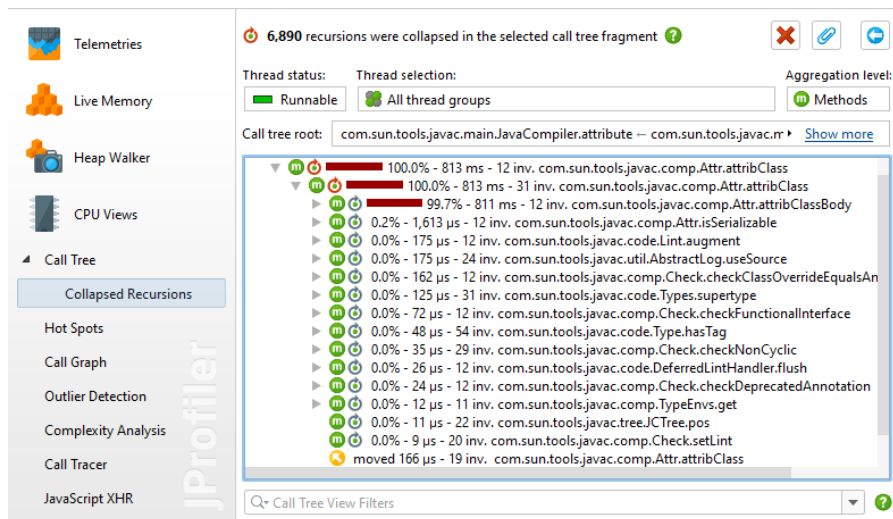 Telemetries
Live Memory
Heap Walker
CPU Views
Call Tree
Collapsed Recursions
Hot Spots
Call Graph
Outlier Detection
Complexity Analysis
Call Tracer
JavaScript XHR
JProfiler
6,890 recursions were collapsed in the selected call tree fragment ?
Thread status: Thread selection: Aggregation level:
Runnable All thread groups m Methods
Call tree root: com.sun.tools.javac.main.JavaCompiler.attribute ← com.sun.tools.javac.m Show more
m 100.0% - 813 ms - 12 inv. com.sun.tools.javac.comp.Attr.attribClass
m 100.0% - 813 ms - 31 inv. com.sun.tools.javac.comp.Attr.attribClass
m 99.7% - 811 ms - 12 inv. com.sun.tools.javac.comp.Attr.attribClassBody
m 0.2% - 1,613 µs - 12 inv. com.sun.tools.javac.comp.Attr.isSerializable
m 0.0% - 175 µs - 12 inv. com.sun.tools.javac.code.Lint.augment
m 0.0% - 175 µs - 24 inv. com.sun.tools.javac.util.AbstractLog.useSource
m 0.0% - 162 µs - 12 inv. com.sun.tools.javac.comp.Check.checkClassOverrideEqualsAn
m 0.0% - 125 µs - 31 inv. com.sun.tools.javac.code.Types.supertype
m 0.0% - 72 µs - 12 inv. com.sun.tools.javac.comp.Check.checkFunctionalInterface
m 0.0% - 48 µs - 54 inv. com.sun.tools.javac.code.Type.hasTag
m 0.0% - 35 µs - 29 inv. com.sun.tools.javac.comp.Check.checkNonCyclic
m 0.0% - 26 µs - 12 inv. com.sun.tools.javac.code.DeferredLintHandler.flush
m 0.0% - 24 µs - 12 inv. com.sun.tools.javac.comp.Check.checkDeprecatedAnnotation
m 0.0% - 12 µs - 11 inv. com.sun.tools.javac.comp.TypeEnvs.get
m 0.0% - 11 µs - 22 inv. com.sun.tools.javac.tree.JCTree.pos
m 0.0% - 9 µs - 20 inv. com.sun.tools.javac.comp.Check.setLint
moved 166 µs - 19 inv. com.sun.tools.javac.comp.Attr.attribClass
Call Tree View Filters ?